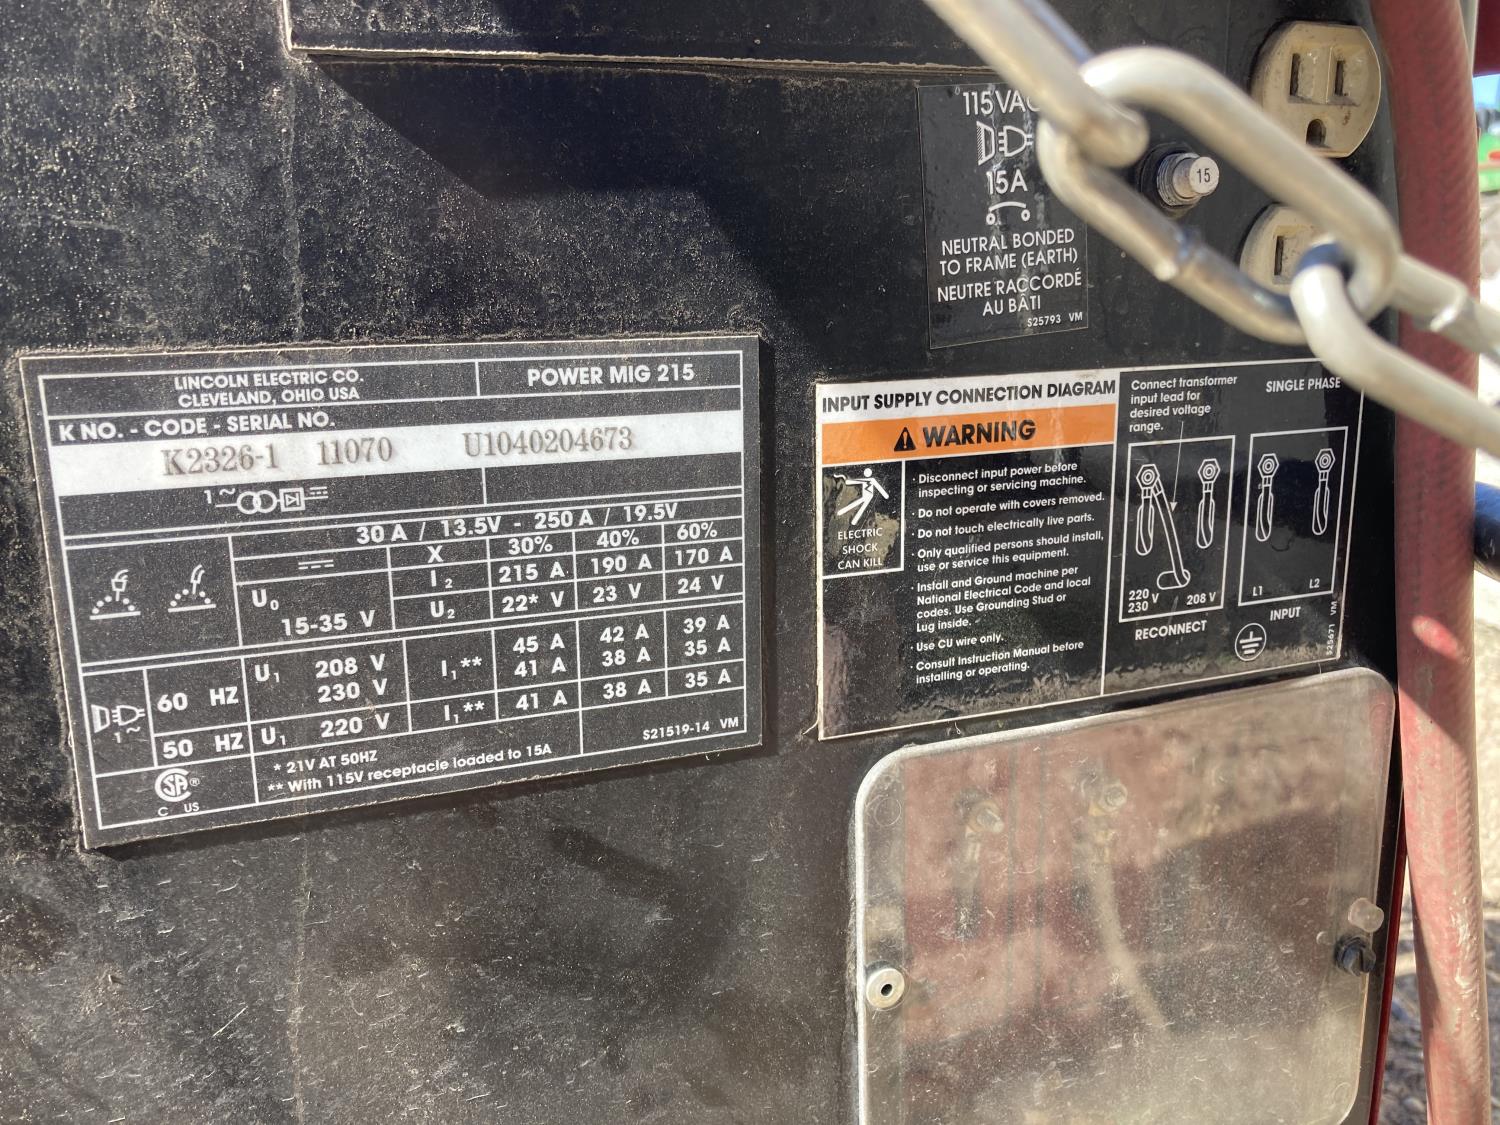 115VAC
15A
15
NEUTRAL BONDED
TO FRAME (EARTH)
NEUTRE RACCORDÉ
AU BÂTI
S25793 VM
LINCOLN ELECTRIC CO.
CLEVELAND, OHIO USA
POWER MIG 215
K NO. - CODE - SERIAL NO.
K2326-1 11070 U1040204673
1 ~
30 A / 13.5V - 250 A / 19.5V
X 30% 40% 60%
I2 215 A 190 A 170 A
U0 15-35 V
U2 22* V 23 V 24 V
60 HZ U1 208 V I1** 45 A 42 A 39 A
230 V 41 A 38 A 35 A
1~
50 HZ U1 220 V I1** 41 A 38 A 35 A
SA®
C US
* 21V AT 50HZ
** With 115V receptacle loaded to 15A
S21519-14 VM
INPUT SUPPLY CONNECTION DIAGRAM
WARNING
ELECTRIC
SHOCK
CAN KILL
· Disconnect input power before
inspecting or servicing machine.
· Do not operate with covers removed.
· Do not touch electrically live parts.
· Only qualified persons should install,
use or service this equipment.
· Install and Ground machine per
National Electrical Code and local
codes. Use Grounding Stud or
Lug inside.
· Use CU wire only.
· Consult Instruction Manual before
installing or operating.
Connect transformer
input lead for
desired voltage
range.
SINGLE PHASE
220 V
230
208 V
RECONNECT
L1
L2
INPUT
S25671 VM